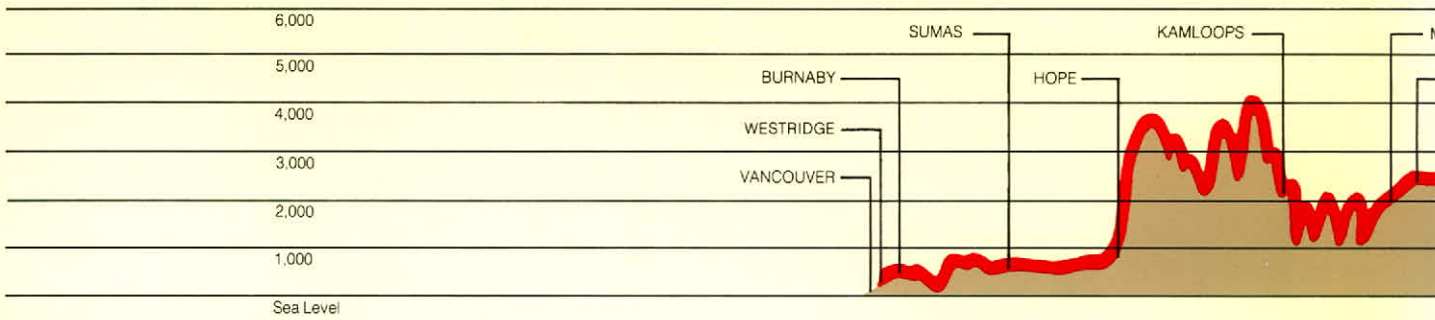 6,000
SUMAS
KAMLOOPS
5,000
BURNABY
HOPE
4,000
WESTRIDGE
3,000
VANCOUVER
2,000
1,000
Sea Level